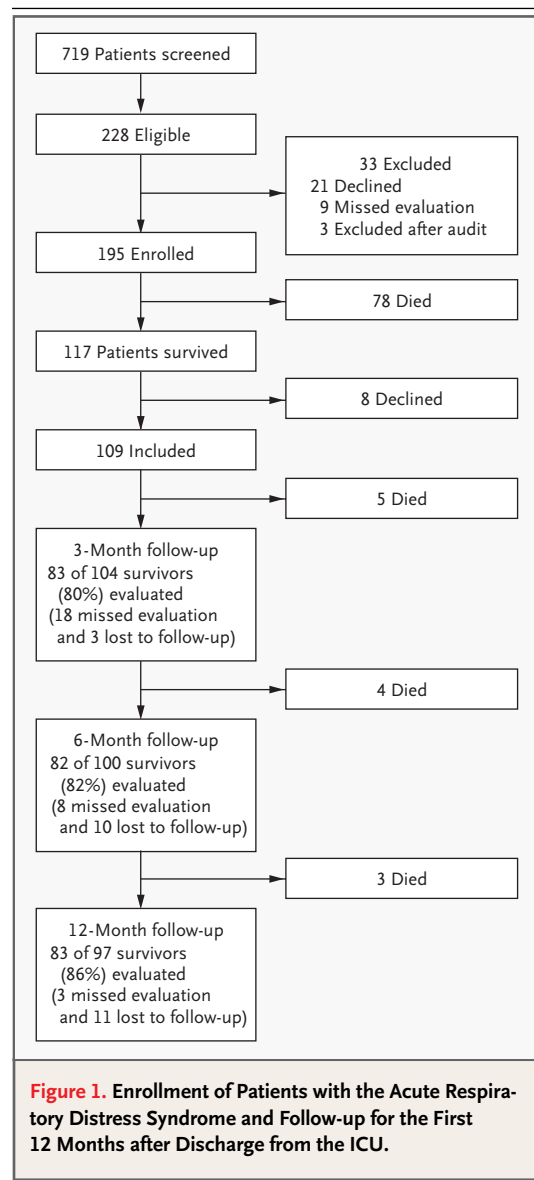 719 Patients screened
228 Eligible
33 Excluded
21 Declined
9 Missed evaluation
3 Excluded after audit
195 Enrolled
78 Died
117 Patients survived
8 Declined
109 Included
5 Died
3-Month follow-up
83 of 104 survivors
(80%) evaluated
(18 missed evaluation
and 3 lost to follow-up)
4 Died
6-Month follow-up
82 of 100 survivors
(82%) evaluated
(8 missed evaluation
and 10 lost to follow-up)
3 Died
12-Month follow-up
83 of 97 survivors
(86%) evaluated
(3 missed evaluation
and 11 lost to follow-up)
Figure 1. Enrollment of Patients with the Acute Respira-
tory Distress Syndrome and Follow-up for the First
12 Months after Discharge from the ICU.